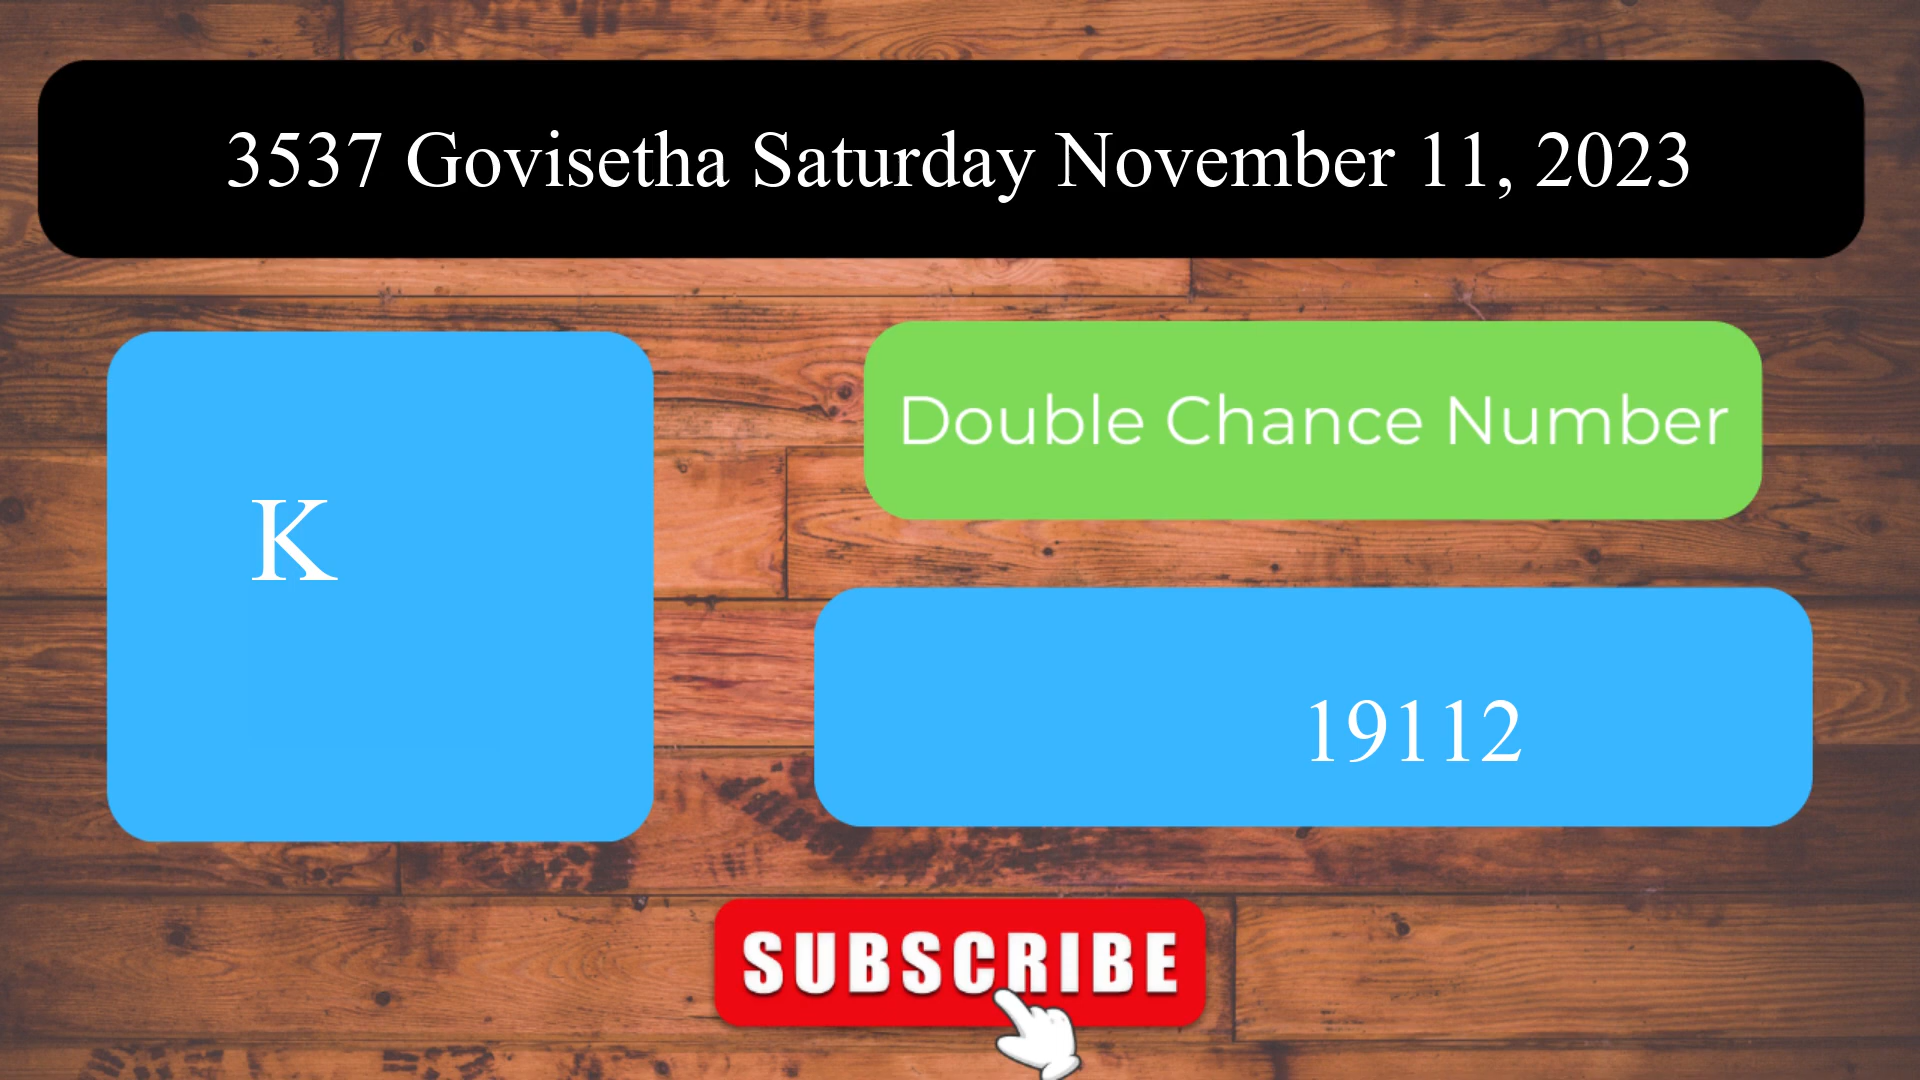 3537 Govisetha Saturday November 11, 2023
K
Double Chance Number
19112
SUBSCRIBE